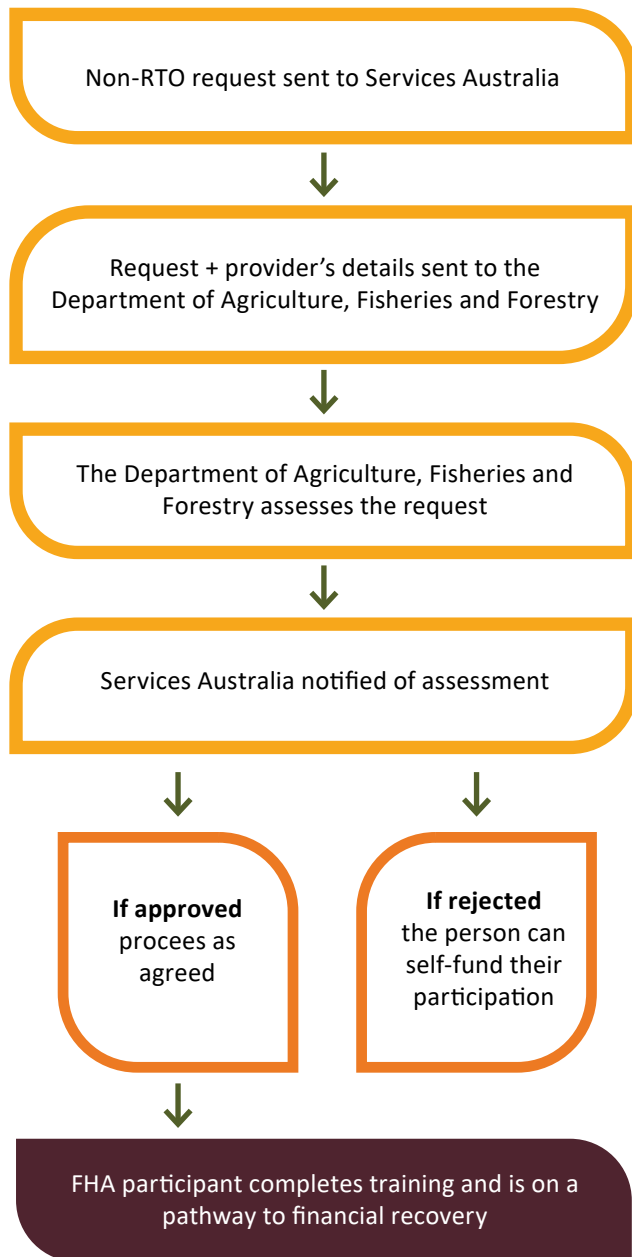 Non-RTO request sent to Services Australia
Request + provider’s details sent to the
Department of Agriculture, Fisheries and Forestry
The Department of Agriculture, Fisheries and
Forestry assesses the request
Services Australia notified of assessment
If approved
procees as
agreed
If rejected
the person can
self-fund their
participation
FHA participant completes training and is on a
pathway to financial recovery